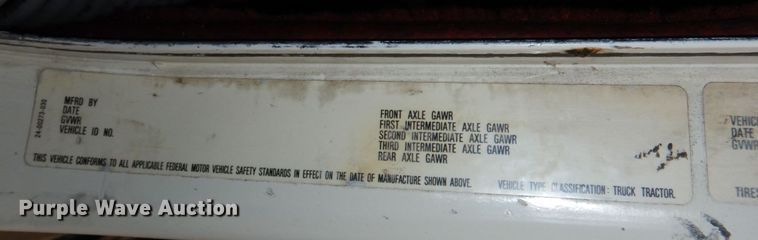 24-00273-030
MFRD BY
DATE
GVWR
VEHICLE ID NO.
FRONT AXLE GAWR
FIRST INTERMEDIATE AXLE GAWR
SECOND INTERMEDIATE AXLE GAWR
THIRD INTERMEDIATE AXLE GAWR
REAR AXLE GAWR
THIS VEHICLE CONFORMS TO ALL APPLICABLE FEDERAL MOTOR VEHICLE SAFETY STANDARDS IN EFFECT ON THE DATE OF MANUFACTURE SHOWN ABOVE.
VEHICLE TYPE CLASSIFICATION: TRUCK TRACTOR.
VEHIC
DATE
GVWR
TIRES
Purple Wave Auction